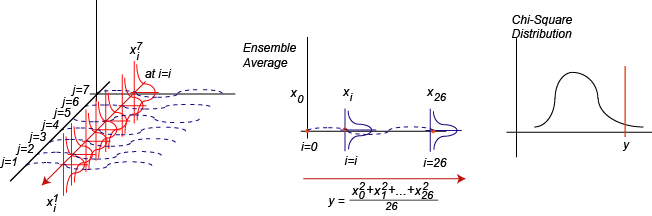 x_i^7
at i=i
j=7
j=6
j=5
j=4
j=3
j=2
j=1
x_i^1
Ensemble
Average
x_0
x_i
x_26
i=0
i=i
i=26
y = x_0^2+x_1^2+...+x_26^2 / 26
Chi-Square
Distribution
y